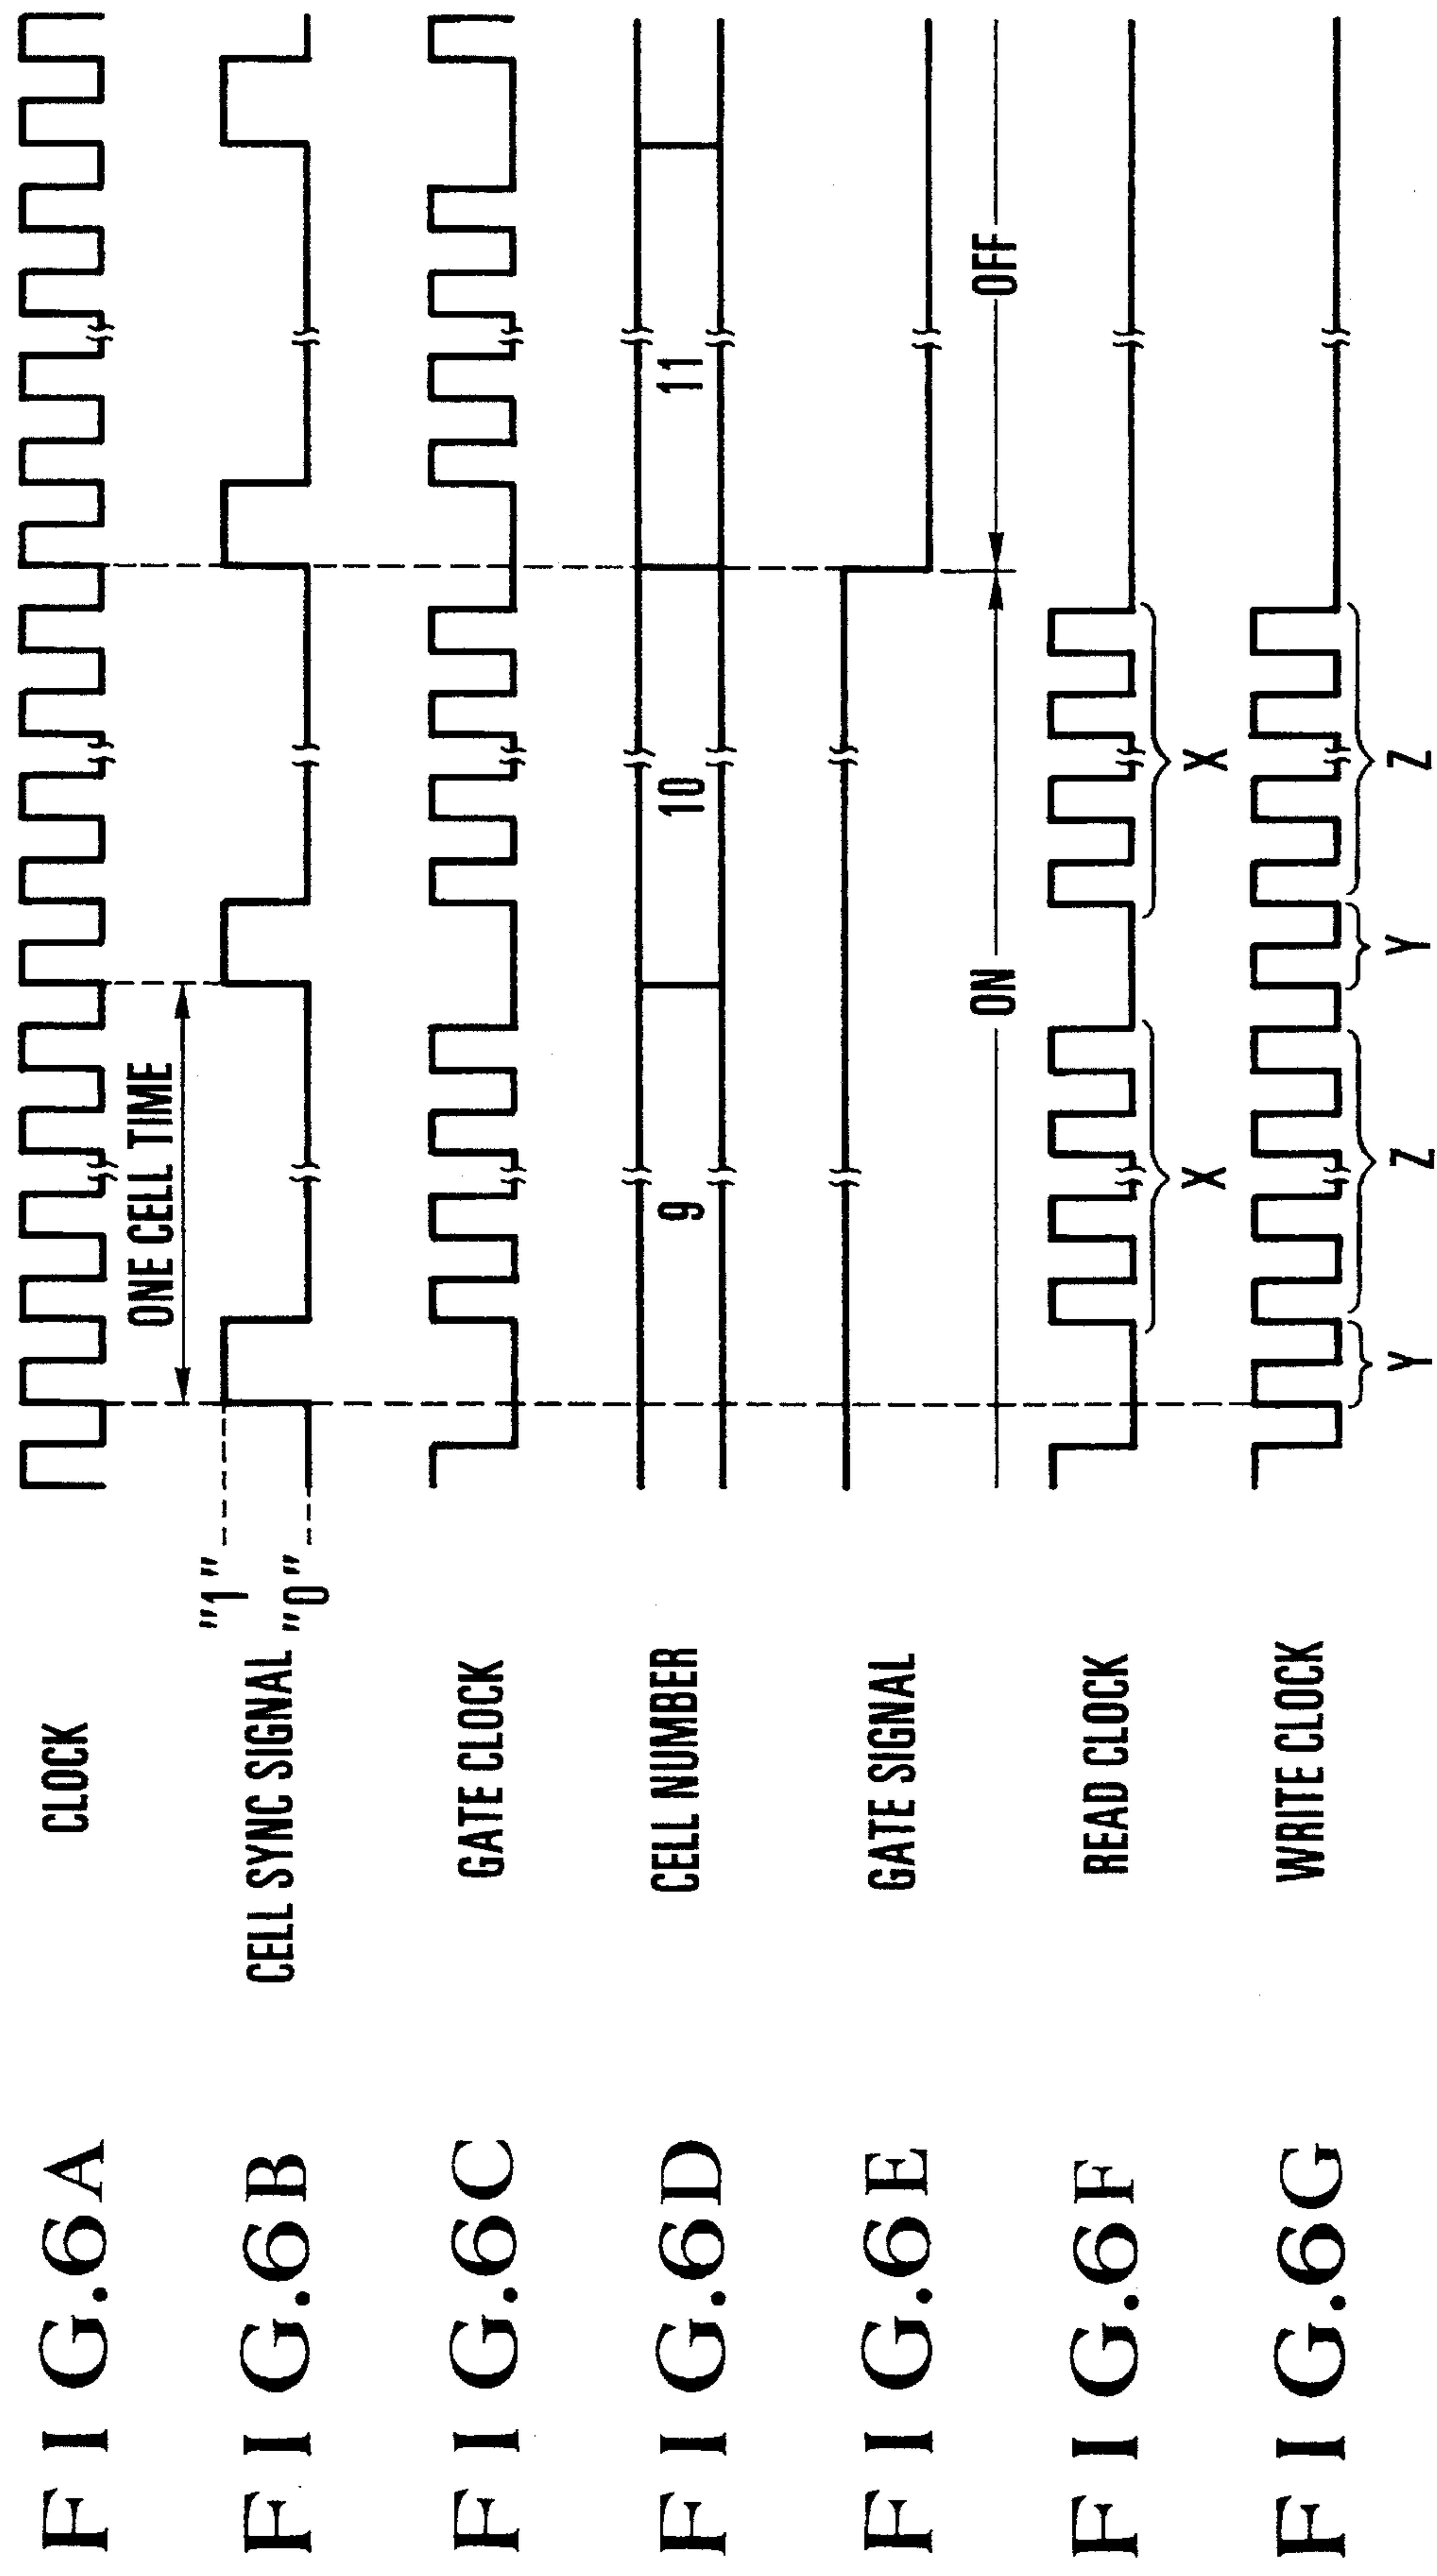 FIG.6A CLOCK
ONE CELL TIME
"1"
FIG.6B CELL SYNC SIGNAL
"0"
FIG.6C GATE CLOCK
FIG.6D CELL NUMBER 9 10 11
FIG.6E GATE SIGNAL
ON OFF
FIG.6F READ CLOCK
X X
FIG.6G WRITE CLOCK
Y Z Y Z